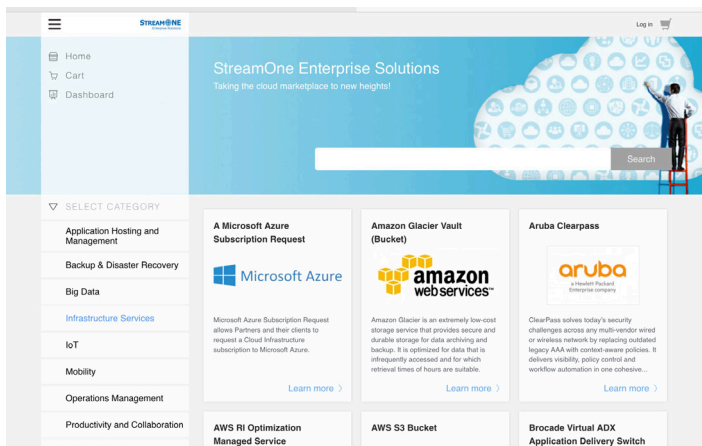 STREAMONE
Enterprise Solutions
Log in
Home
Cart
Dashboard
StreamOne Enterprise Solutions
Taking the cloud marketplace to new heights!
Search
SELECT CATEGORY
Application Hosting and
Management
Backup & Disaster Recovery
Big Data
Infrastructure Services
IoT
Mobility
Operations Management
Productivity and Collaboration
A Microsoft Azure
Subscription Request
Microsoft Azure
Microsoft Azure Subscription Request
allows Partners and their clients to
request a Cloud Infrastructure
subscription to Microsoft Azure.
Learn more
Amazon Glacier Vault
(Bucket)
amazon
webservices™
Amazon Glacier is an extremely low-cost
storage service that provides secure and
durable storage for data archiving and
backup. It is optimized for data that is
infrequently accessed and for which
retrieval times of hours are suitable.
Learn more
Aruba Clearpass
aruba
a Hewlett Packard
Enterprise company
ClearPass solves today's security
challenges across any multi-vendor wired
or wireless network by replacing outdated
legacy AAA with context-aware policies. It
delivers visibility, policy control and
workflow automation in one cohesive...
Learn more
AWS RI Optimization
Managed Service
AWS S3 Bucket
Brocade Virtual ADX
Application Delivery Switch